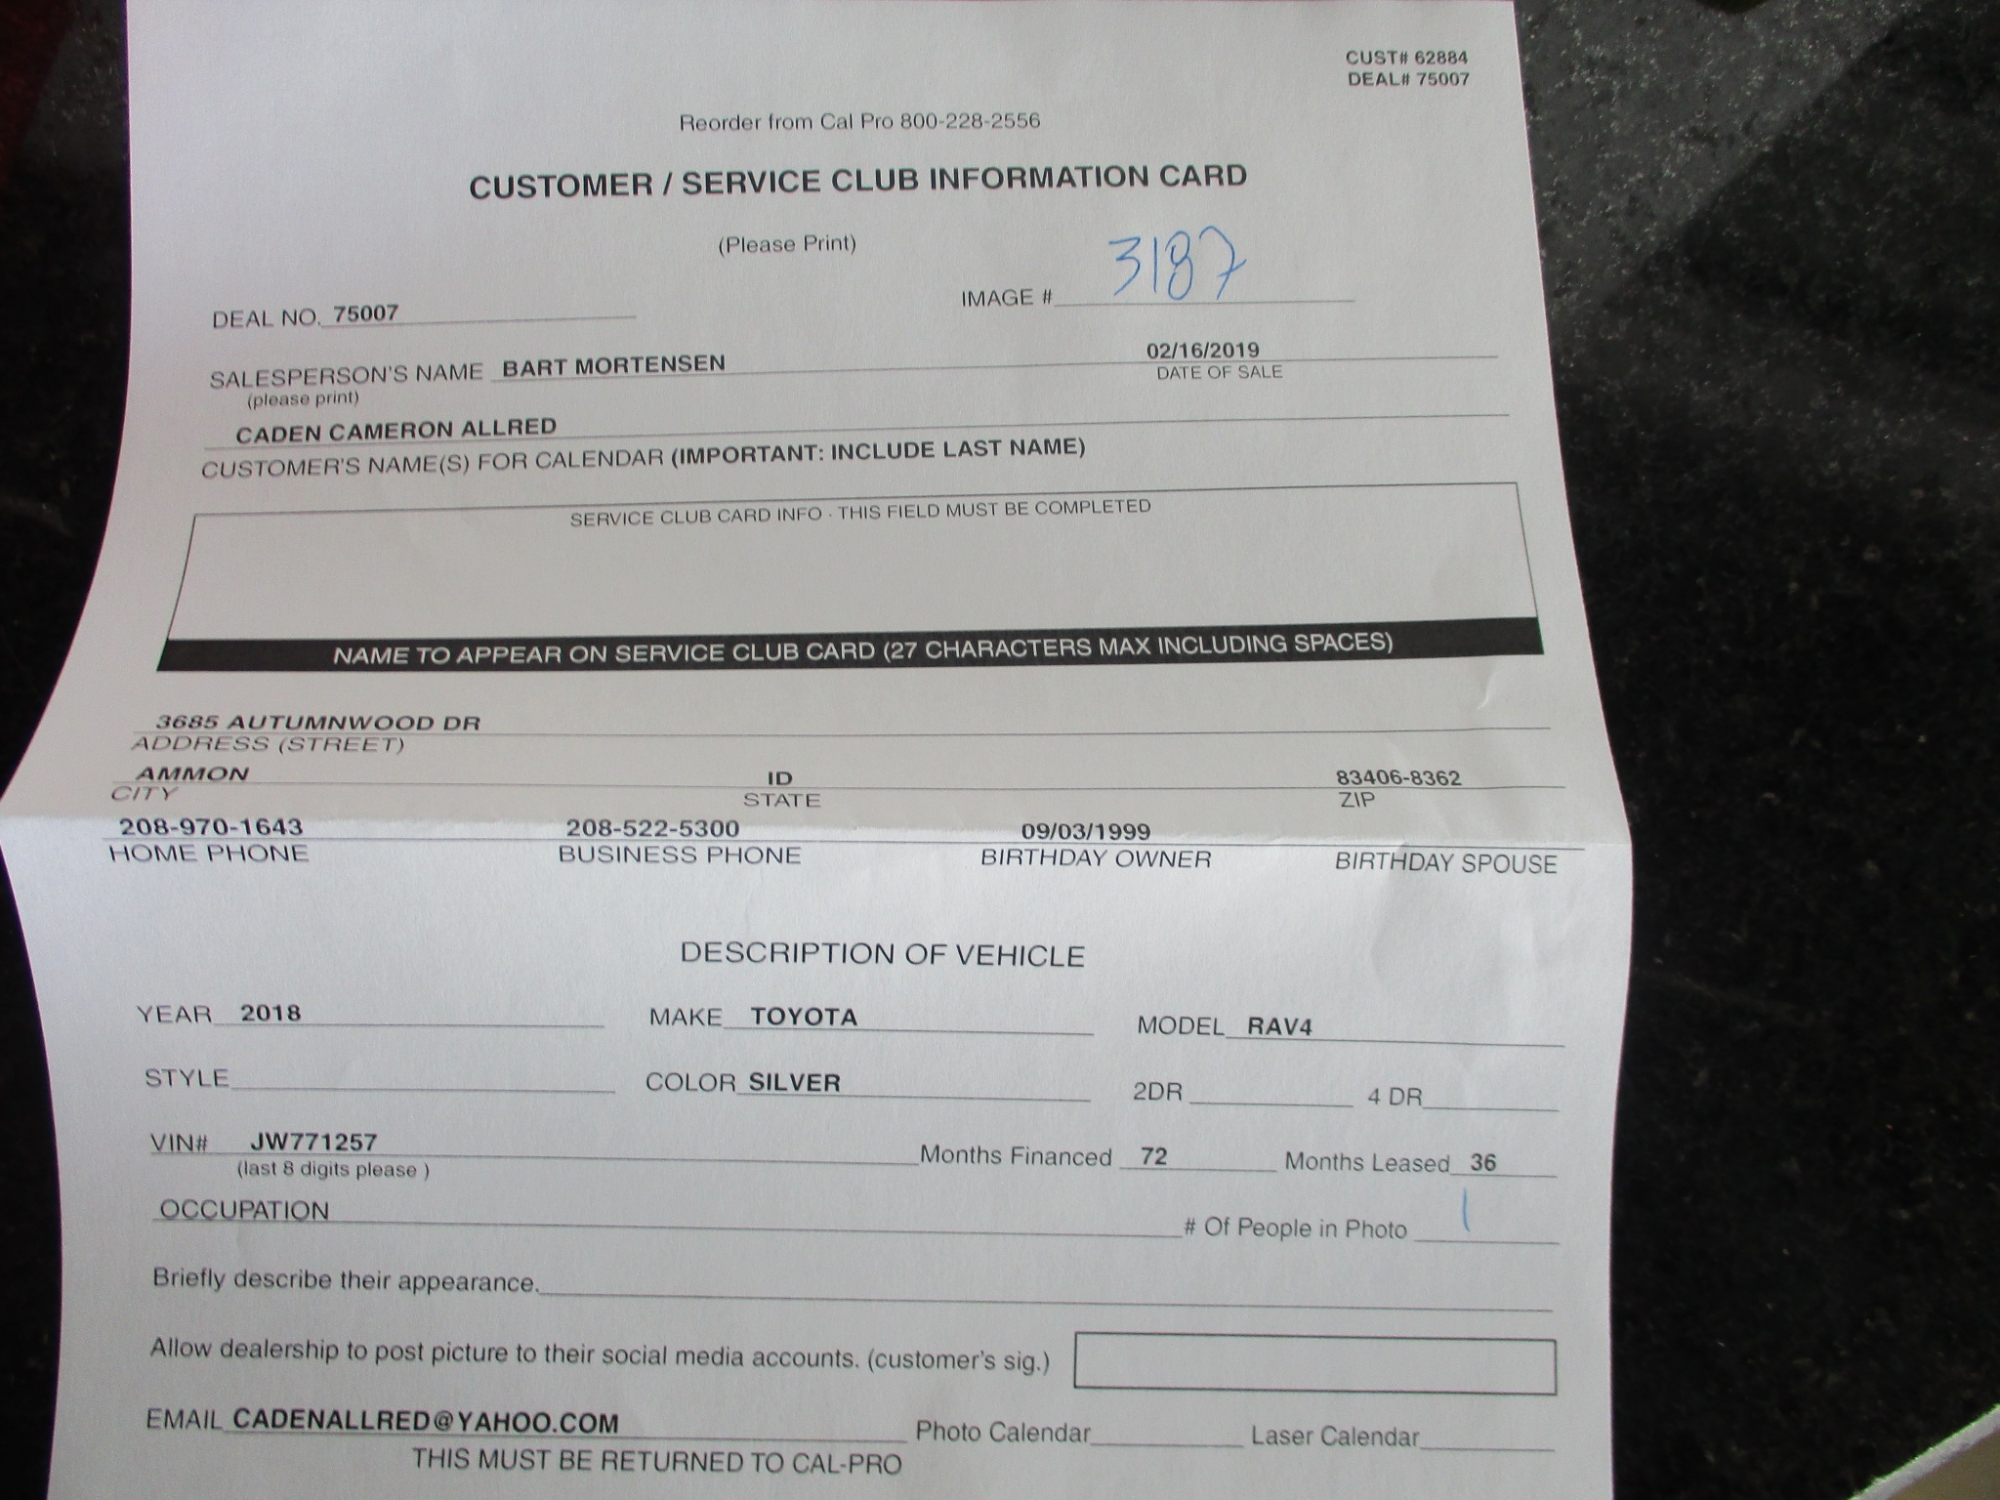 CUST# 62884
DEAL# 75007
Reorder from Cal Pro 800-228-2556
CUSTOMER / SERVICE CLUB INFORMATION CARD
(Please Print)
3187
DEAL NO. 75007 IMAGE #
SALESPERSON'S NAME BART MORTENSEN 02/16/2019
(please print) DATE OF SALE
CADEN CAMERON ALLRED
CUSTOMER'S NAME(S) FOR CALENDAR (IMPORTANT: INCLUDE LAST NAME)
SERVICE CLUB CARD INFO · THIS FIELD MUST BE COMPLETED
NAME TO APPEAR ON SERVICE CLUB CARD (27 CHARACTERS MAX INCLUDING SPACES)
3685 AUTUMNWOOD DR
ADDRESS (STREET)
AMMON ID 83406-8362
CITY STATE ZIP
208-970-1643 208-522-5300 09/03/1999
HOME PHONE BUSINESS PHONE BIRTHDAY OWNER BIRTHDAY SPOUSE
DESCRIPTION OF VEHICLE
YEAR 2018 MAKE TOYOTA MODEL RAV4
STYLE COLOR SILVER 2DR 4 DR
VIN# JW771257 Months Financed 72 Months Leased 36
(last 8 digits please )
OCCUPATION # Of People in Photo 1
Briefly describe their appearance.
Allow dealership to post picture to their social media accounts. (customer's sig.)
EMAIL CADENALLRED@YAHOO.COM Photo Calendar Laser Calendar
THIS MUST BE RETURNED TO CAL-PRO